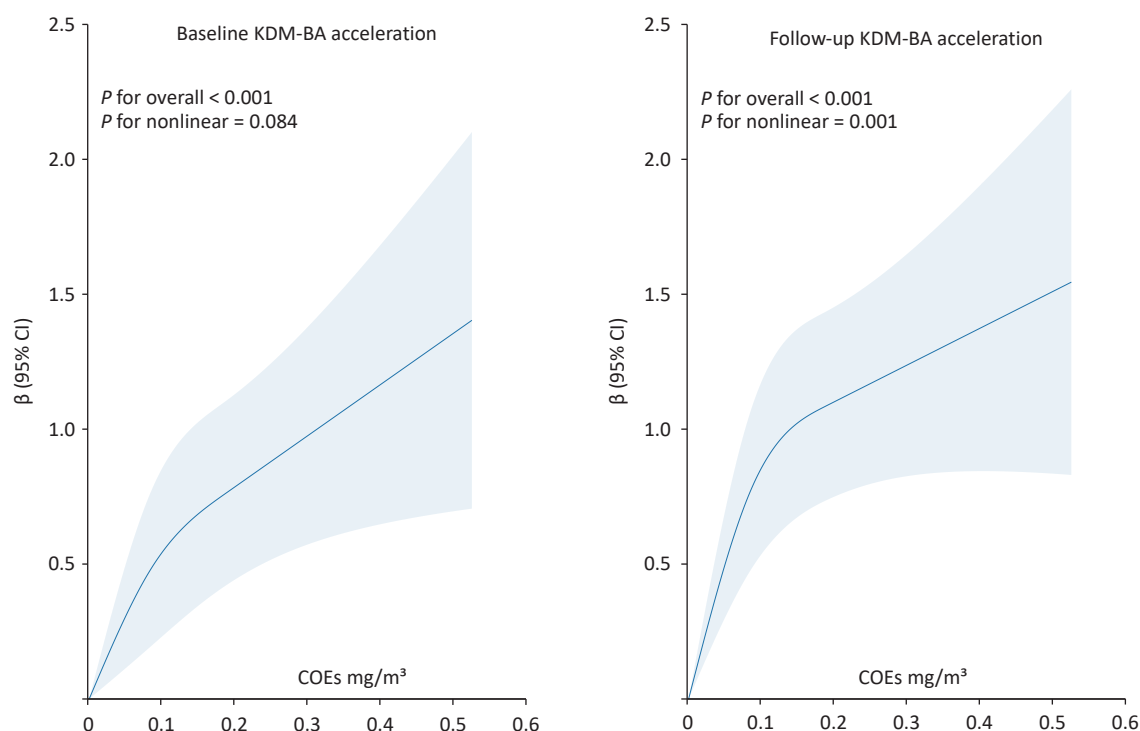 Baseline KDM-BA acceleration
P for overall < 0.001
P for nonlinear = 0.084
2.5
2.0
1.5
1.0
0.5
β (95% CI)
COEs mg/m³
0 0.1 0.2 0.3 0.4 0.5 0.6
Follow-up KDM-BA acceleration
P for overall < 0.001
P for nonlinear = 0.001
2.5
2.0
1.5
1.0
0.5
β (95% CI)
COEs mg/m³
0 0.1 0.2 0.3 0.4 0.5 0.6